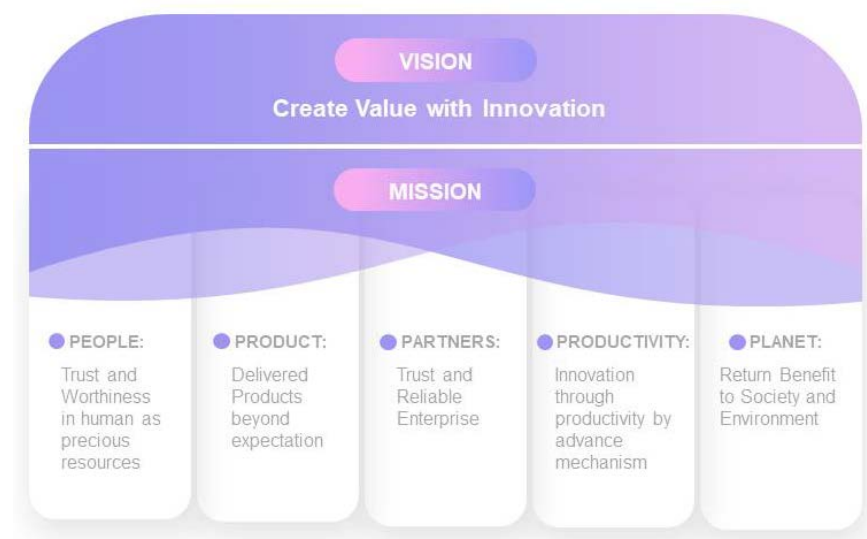 VISION
Create Value with Innovation
MISSION
PEOPLE:
Trust and
Worthiness
in human as
precious
resources
PRODUCT:
Delivered
Products
beyond
expectation
PARTNERS:
Trust and
Reliable
Enterprise
PRODUCTIVITY:
Innovation
through
productivity by
advance
mechanism
PLANET:
Return Benefit
to Society and
Environment